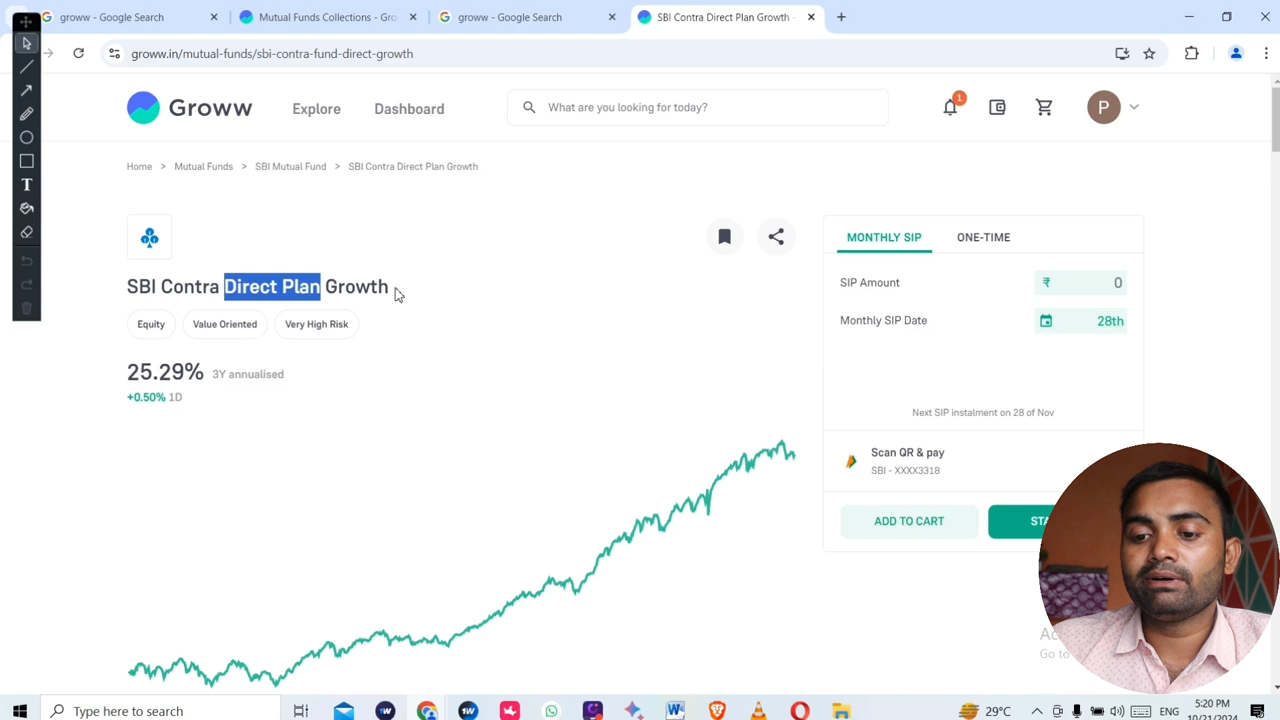 groww - Google Search
Mutual Funds Collections - Gro
groww - Google Search
SBI Contra Direct Plan Growth -
groww.in/mutual-funds/sbi-contra-fund-direct-growth
Groww
Explore
Dashboard
What are you looking for today?
1
P
Home > Mutual Funds > SBI Mutual Fund > SBI Contra Direct Plan Growth
MONTHLY SIP
ONE-TIME
SBI Contra Direct Plan Growth
SIP Amount
₹ 0
Equity
Value Oriented
Very High Risk
Monthly SIP Date
28th
25.29% 3Y annualised
+0.50% 1D
Next SIP instalment on 28 of Nov
Scan QR & pay
SBI - XXXX3318
ADD TO CART
STA
T
Go to
Type here to search
29°C
ENG
5:20 PM